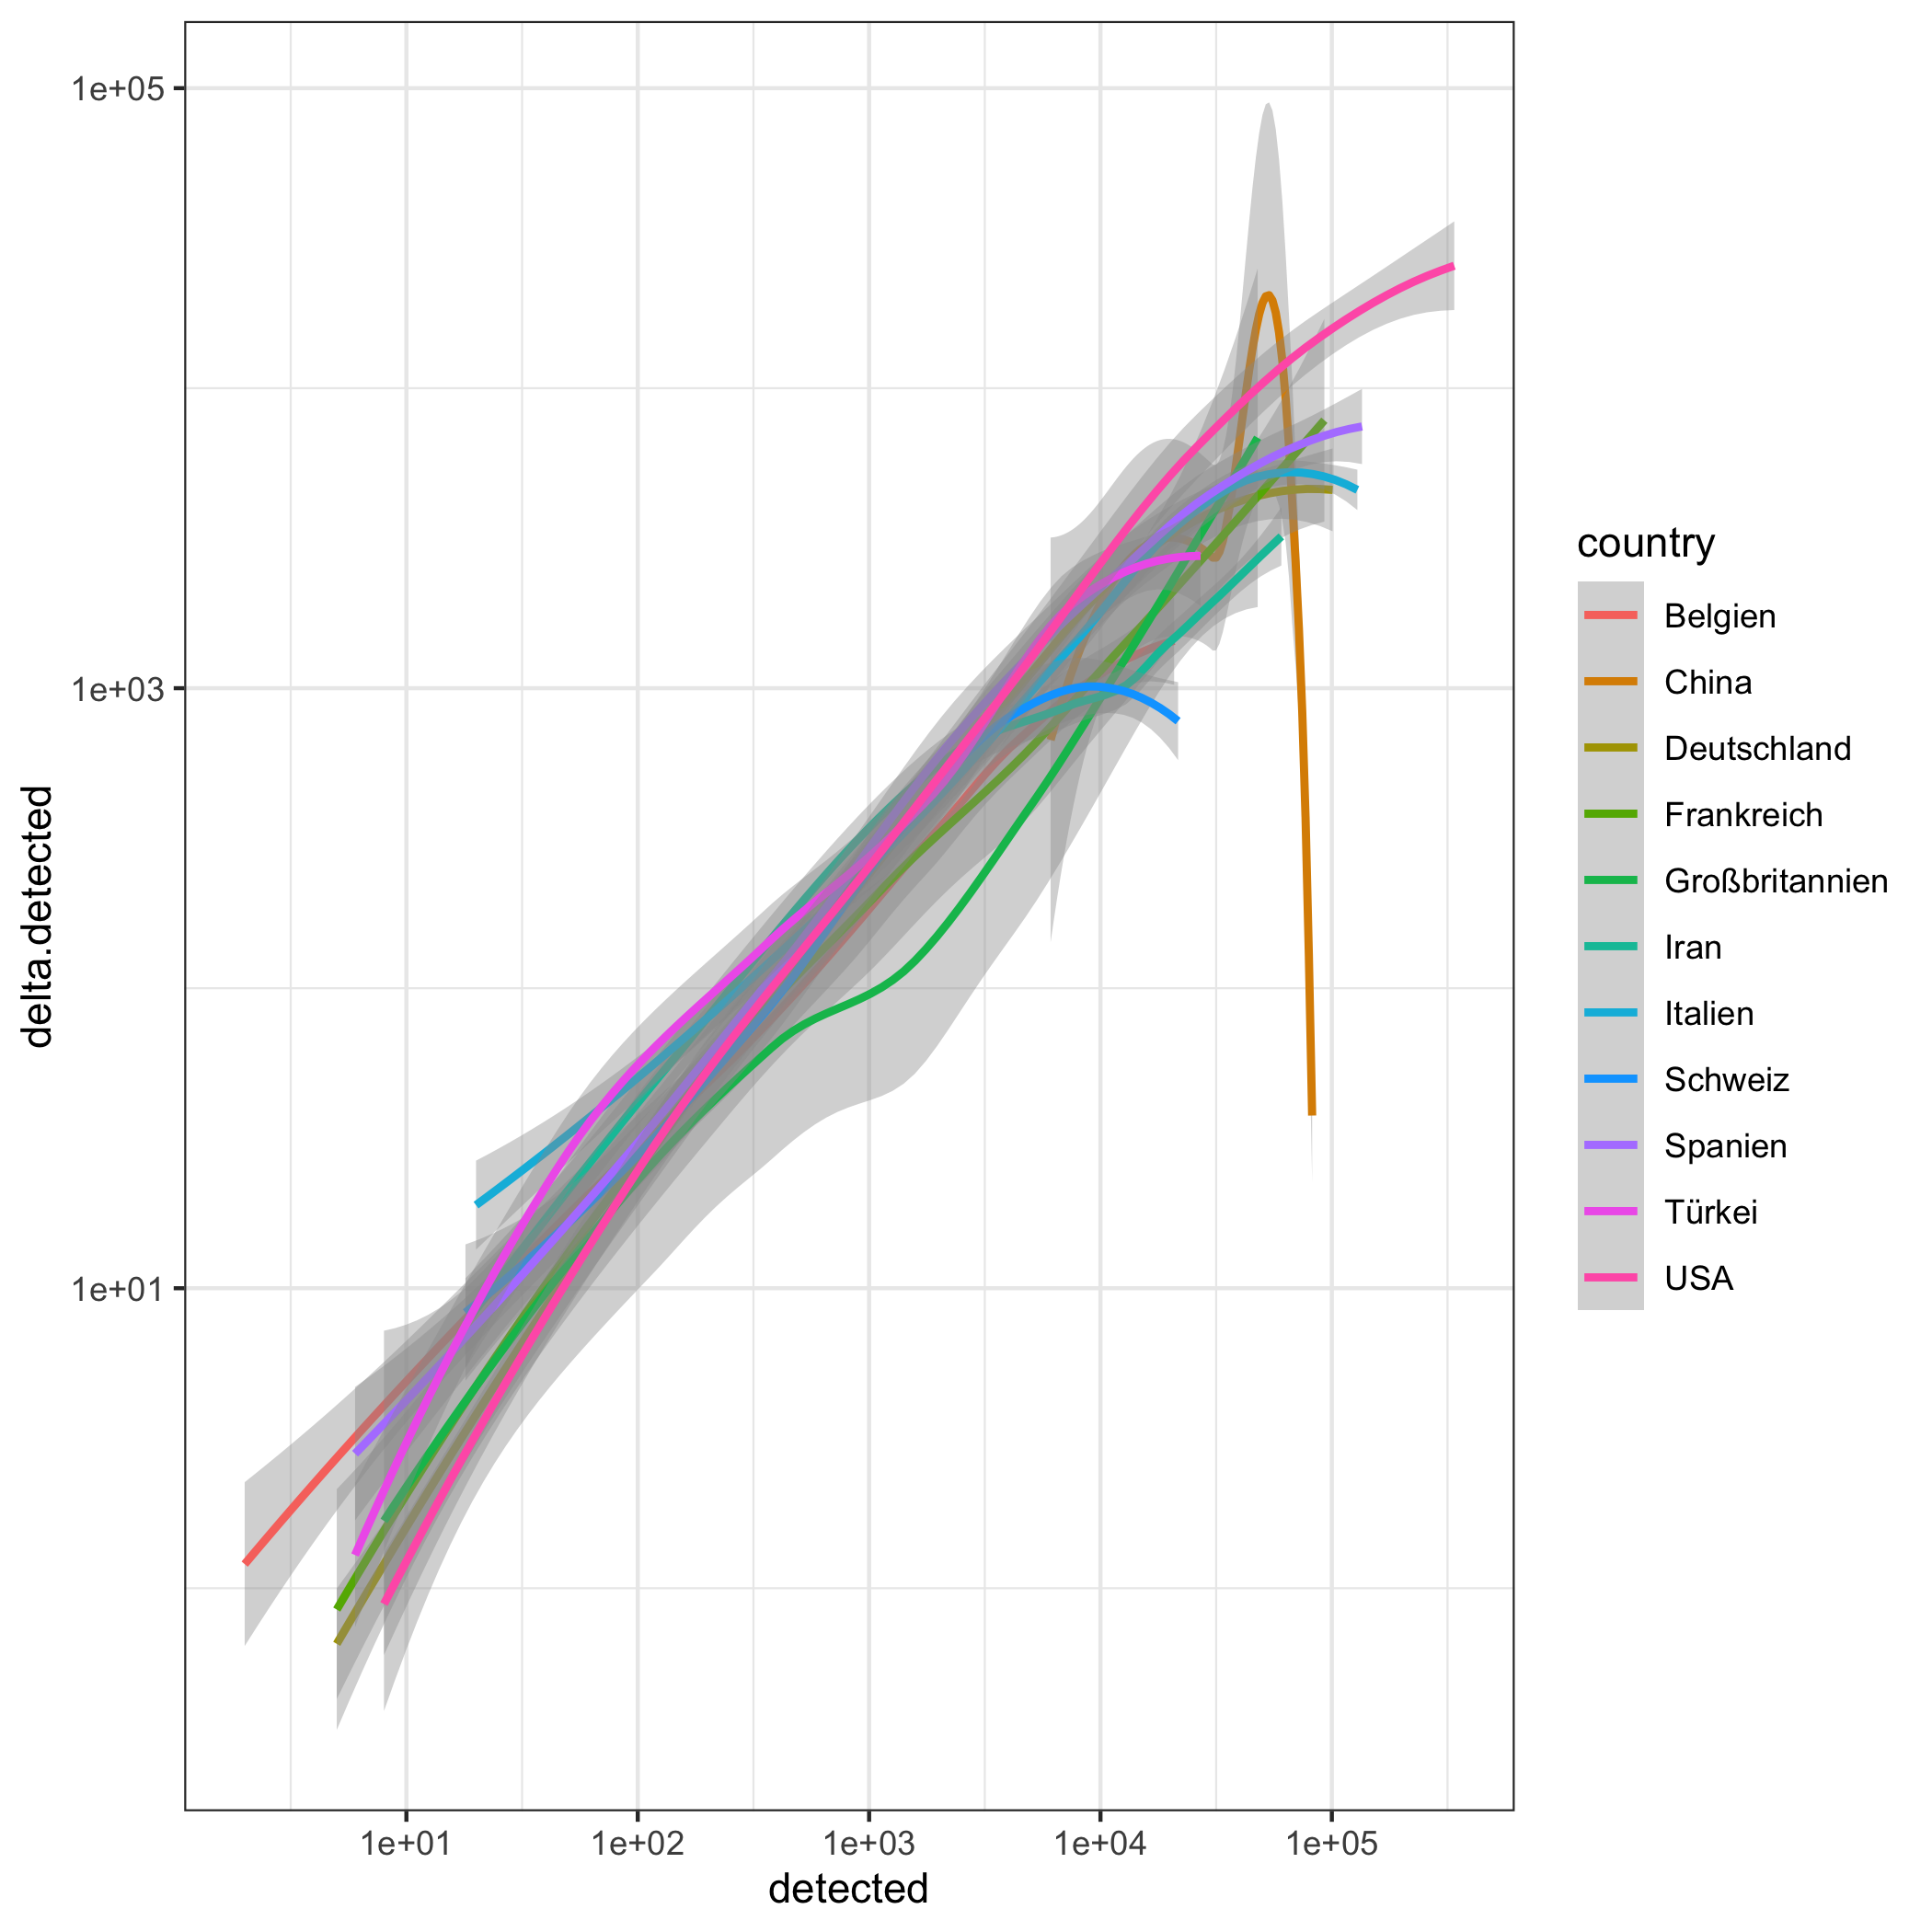 1e+05
1e+03
1e+01
delta.detected
1e+01 1e+02 1e+03 1e+04 1e+05
detected
country
Belgien
China
Deutschland
Frankreich
Großbritannien
Iran
Italien
Schweiz
Spanien
Türkei
USA